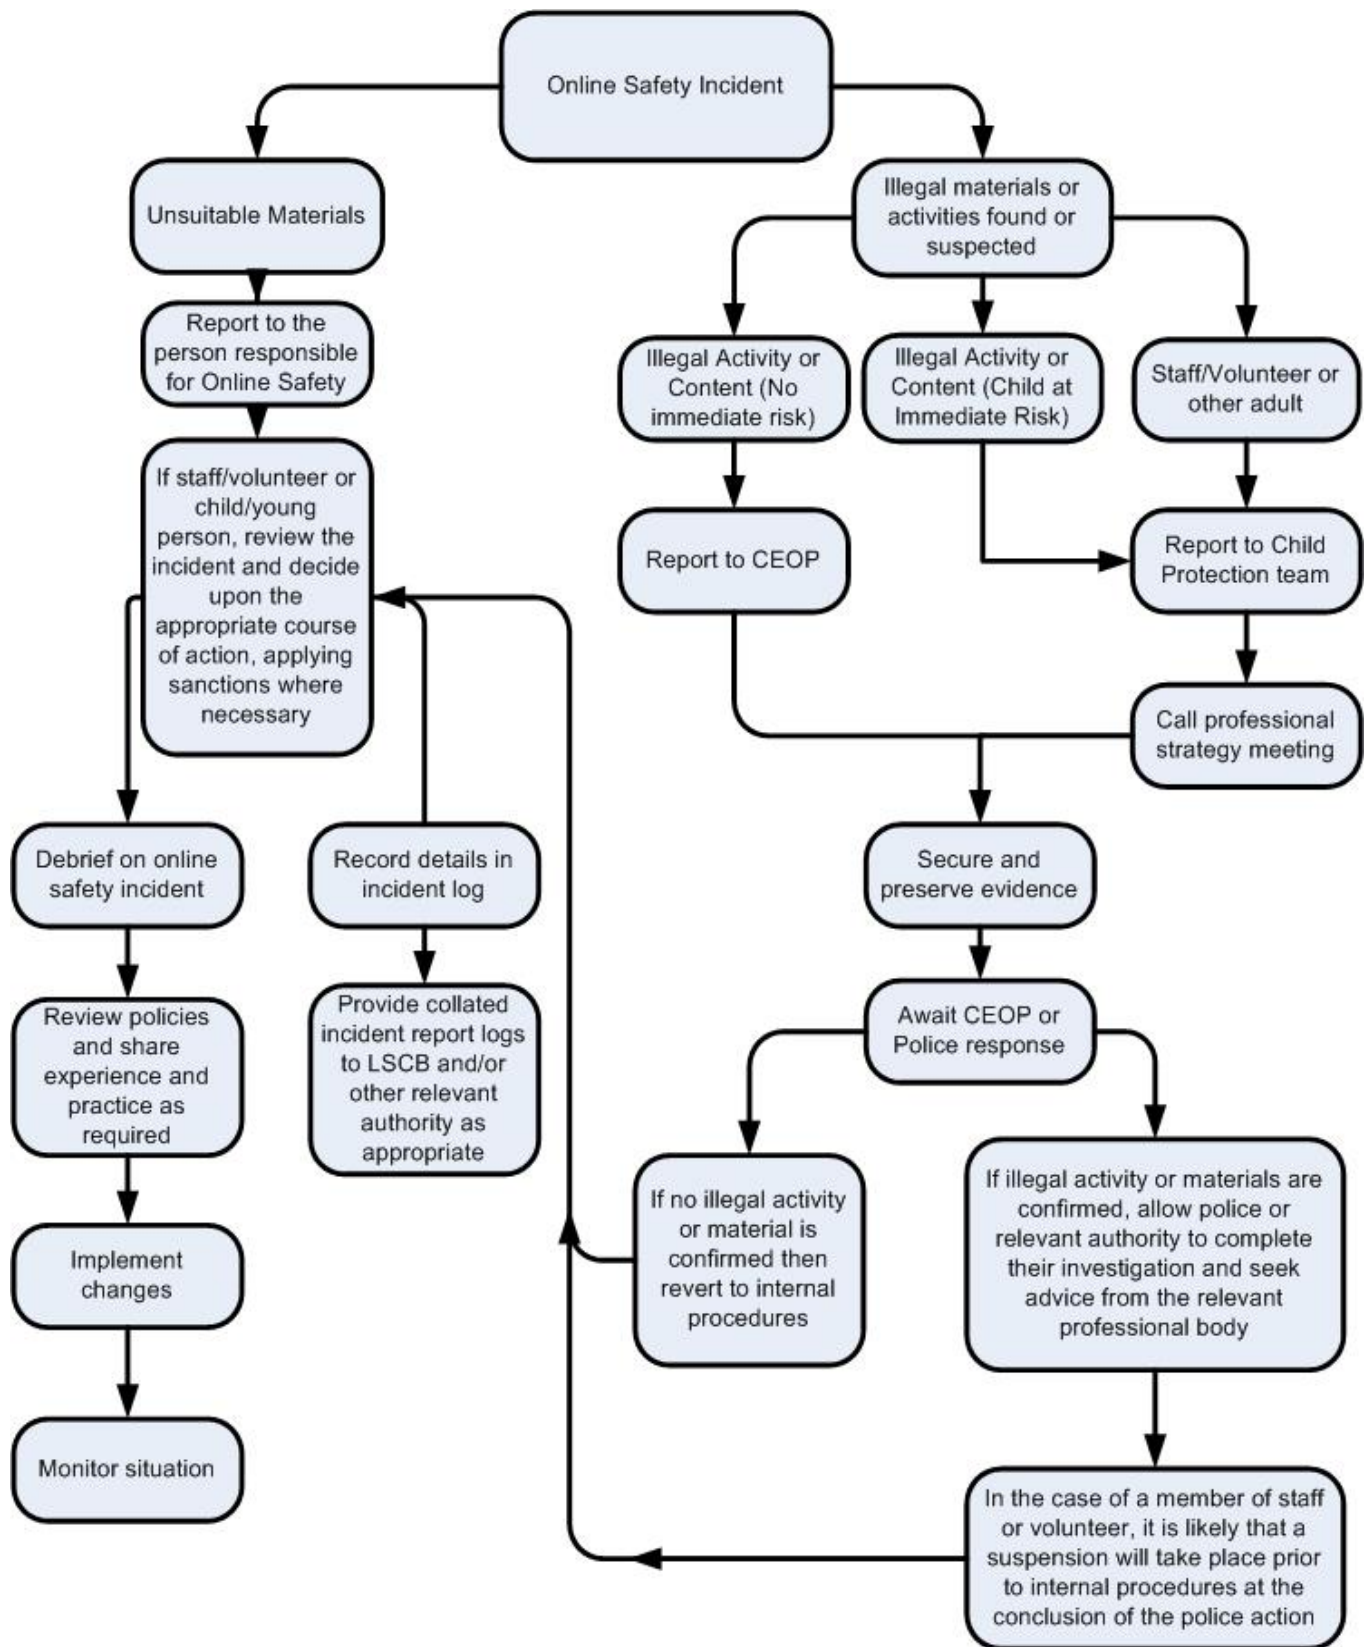 Online Safety Incident
Unsuitable Materials
Illegal materials or
activities found or
suspected
Report to the
person responsible
for Online Safety
Illegal Activity or
Content (No
immediate risk)
Illegal Activity or
Content (Child at
Immediate Risk)
Staff/Volunteer or
other adult
If staff/volunteer or
child/young
person, review the
incident and decide
upon the
appropriate course
of action, applying
sanctions where
necessary
Report to CEOP
Report to Child
Protection team
Call professional
strategy meeting
Debrief on online
safety incident
Record details in
incident log
Secure and
preserve evidence
Review policies
and share
experience and
practice as
required
Provide collated
incident report logs
to LSCB and/or
other relevant
authority as
appropriate
Await CEOP or
Police response
If no illegal activity
or material is
confirmed then
revert to internal
procedures
If illegal activity or materials are
confirmed, allow police or
relevant authority to complete
their investigation and seek
advice from the relevant
professional body
Implement
changes
Monitor situation
In the case of a member of staff
or volunteer, it is likely that a
suspension will take place prior
to internal procedures at the
conclusion of the police action